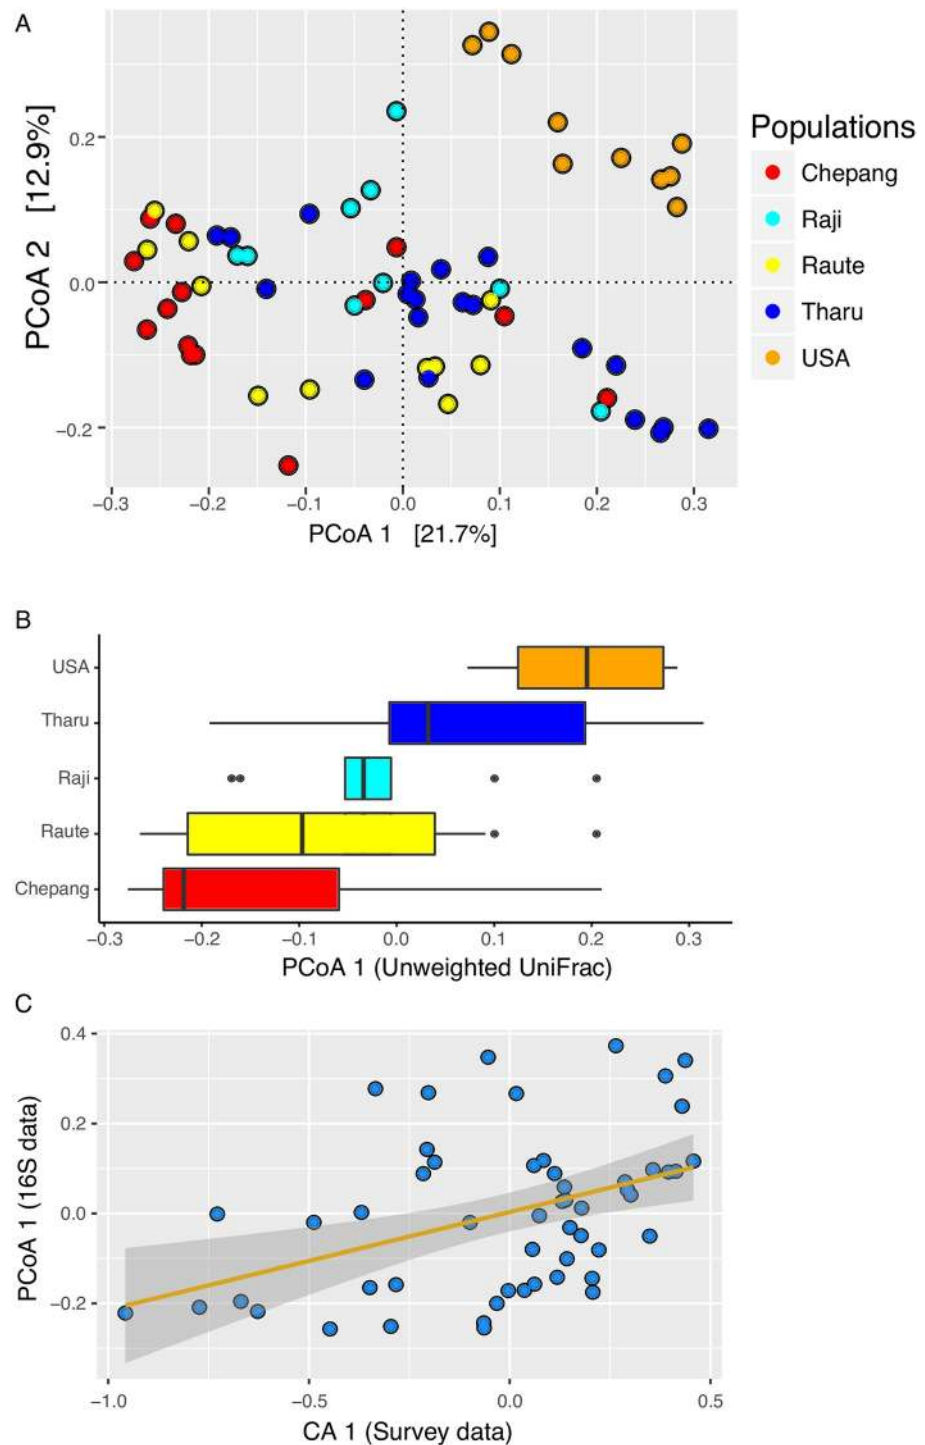 A
PCoA 2 [12.9%]
0.2
0.0
−0.2
−0.3 −0.2 −0.1 0.0 0.1 0.2 0.3
PCoA 1 [21.7%]
Populations
Chepang
Raji
Raute
Tharu
USA
B
USA
Tharu
Raji
Raute
Chepang
−0.3 −0.2 −0.1 0.0 0.1 0.2 0.3
PCoA 1 (Unweighted UniFrac)
C
PCoA 1 (16S data)
0.4
0.2
0.0
−0.2
−1.0 −0.5 0.0 0.5
CA 1 (Survey data)